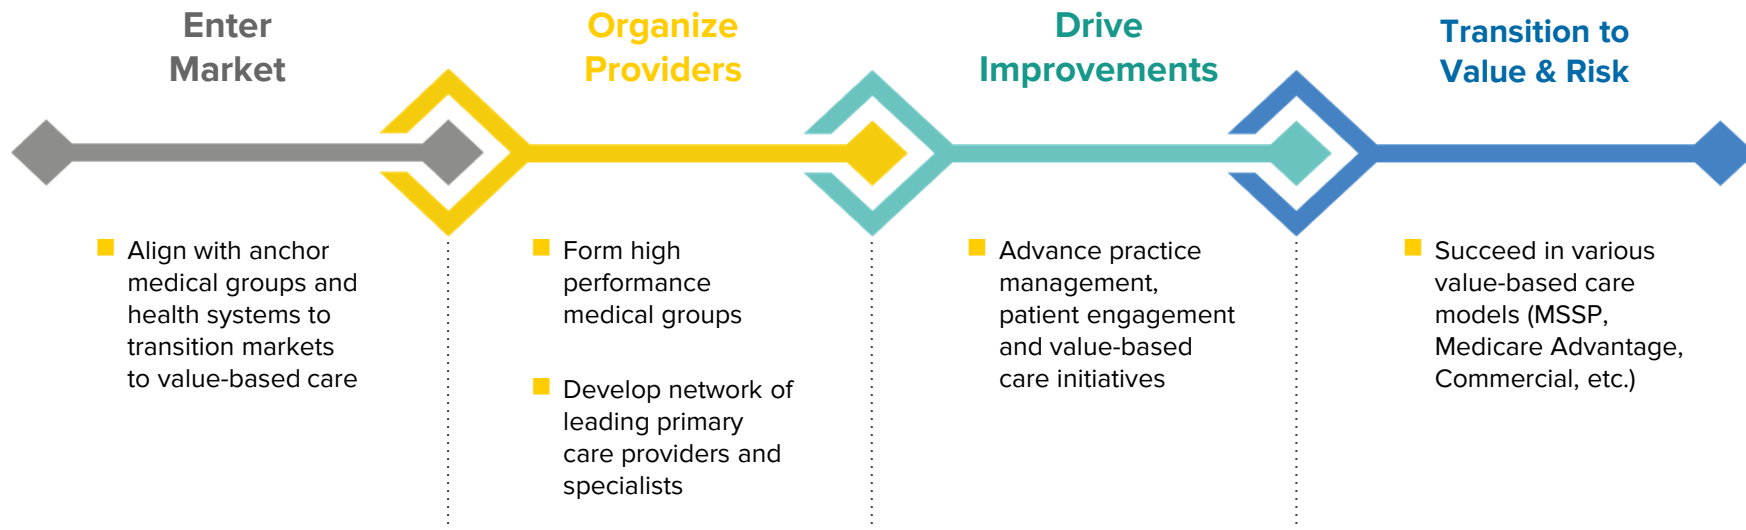 Enter
Market
Align with anchor
medical groups and
health systems to
transition markets
to value-based care
Organize
Providers
Form high
performance
medical groups
Develop network of
leading primary
care providers and
specialists
Drive
Improvements
Advance practice
management,
patient engagement
and value-based
care initiatives
Transition to
Value & Risk
Succeed in various
value-based care
models (MSSP,
Medicare Advantage,
Commercial, etc.)